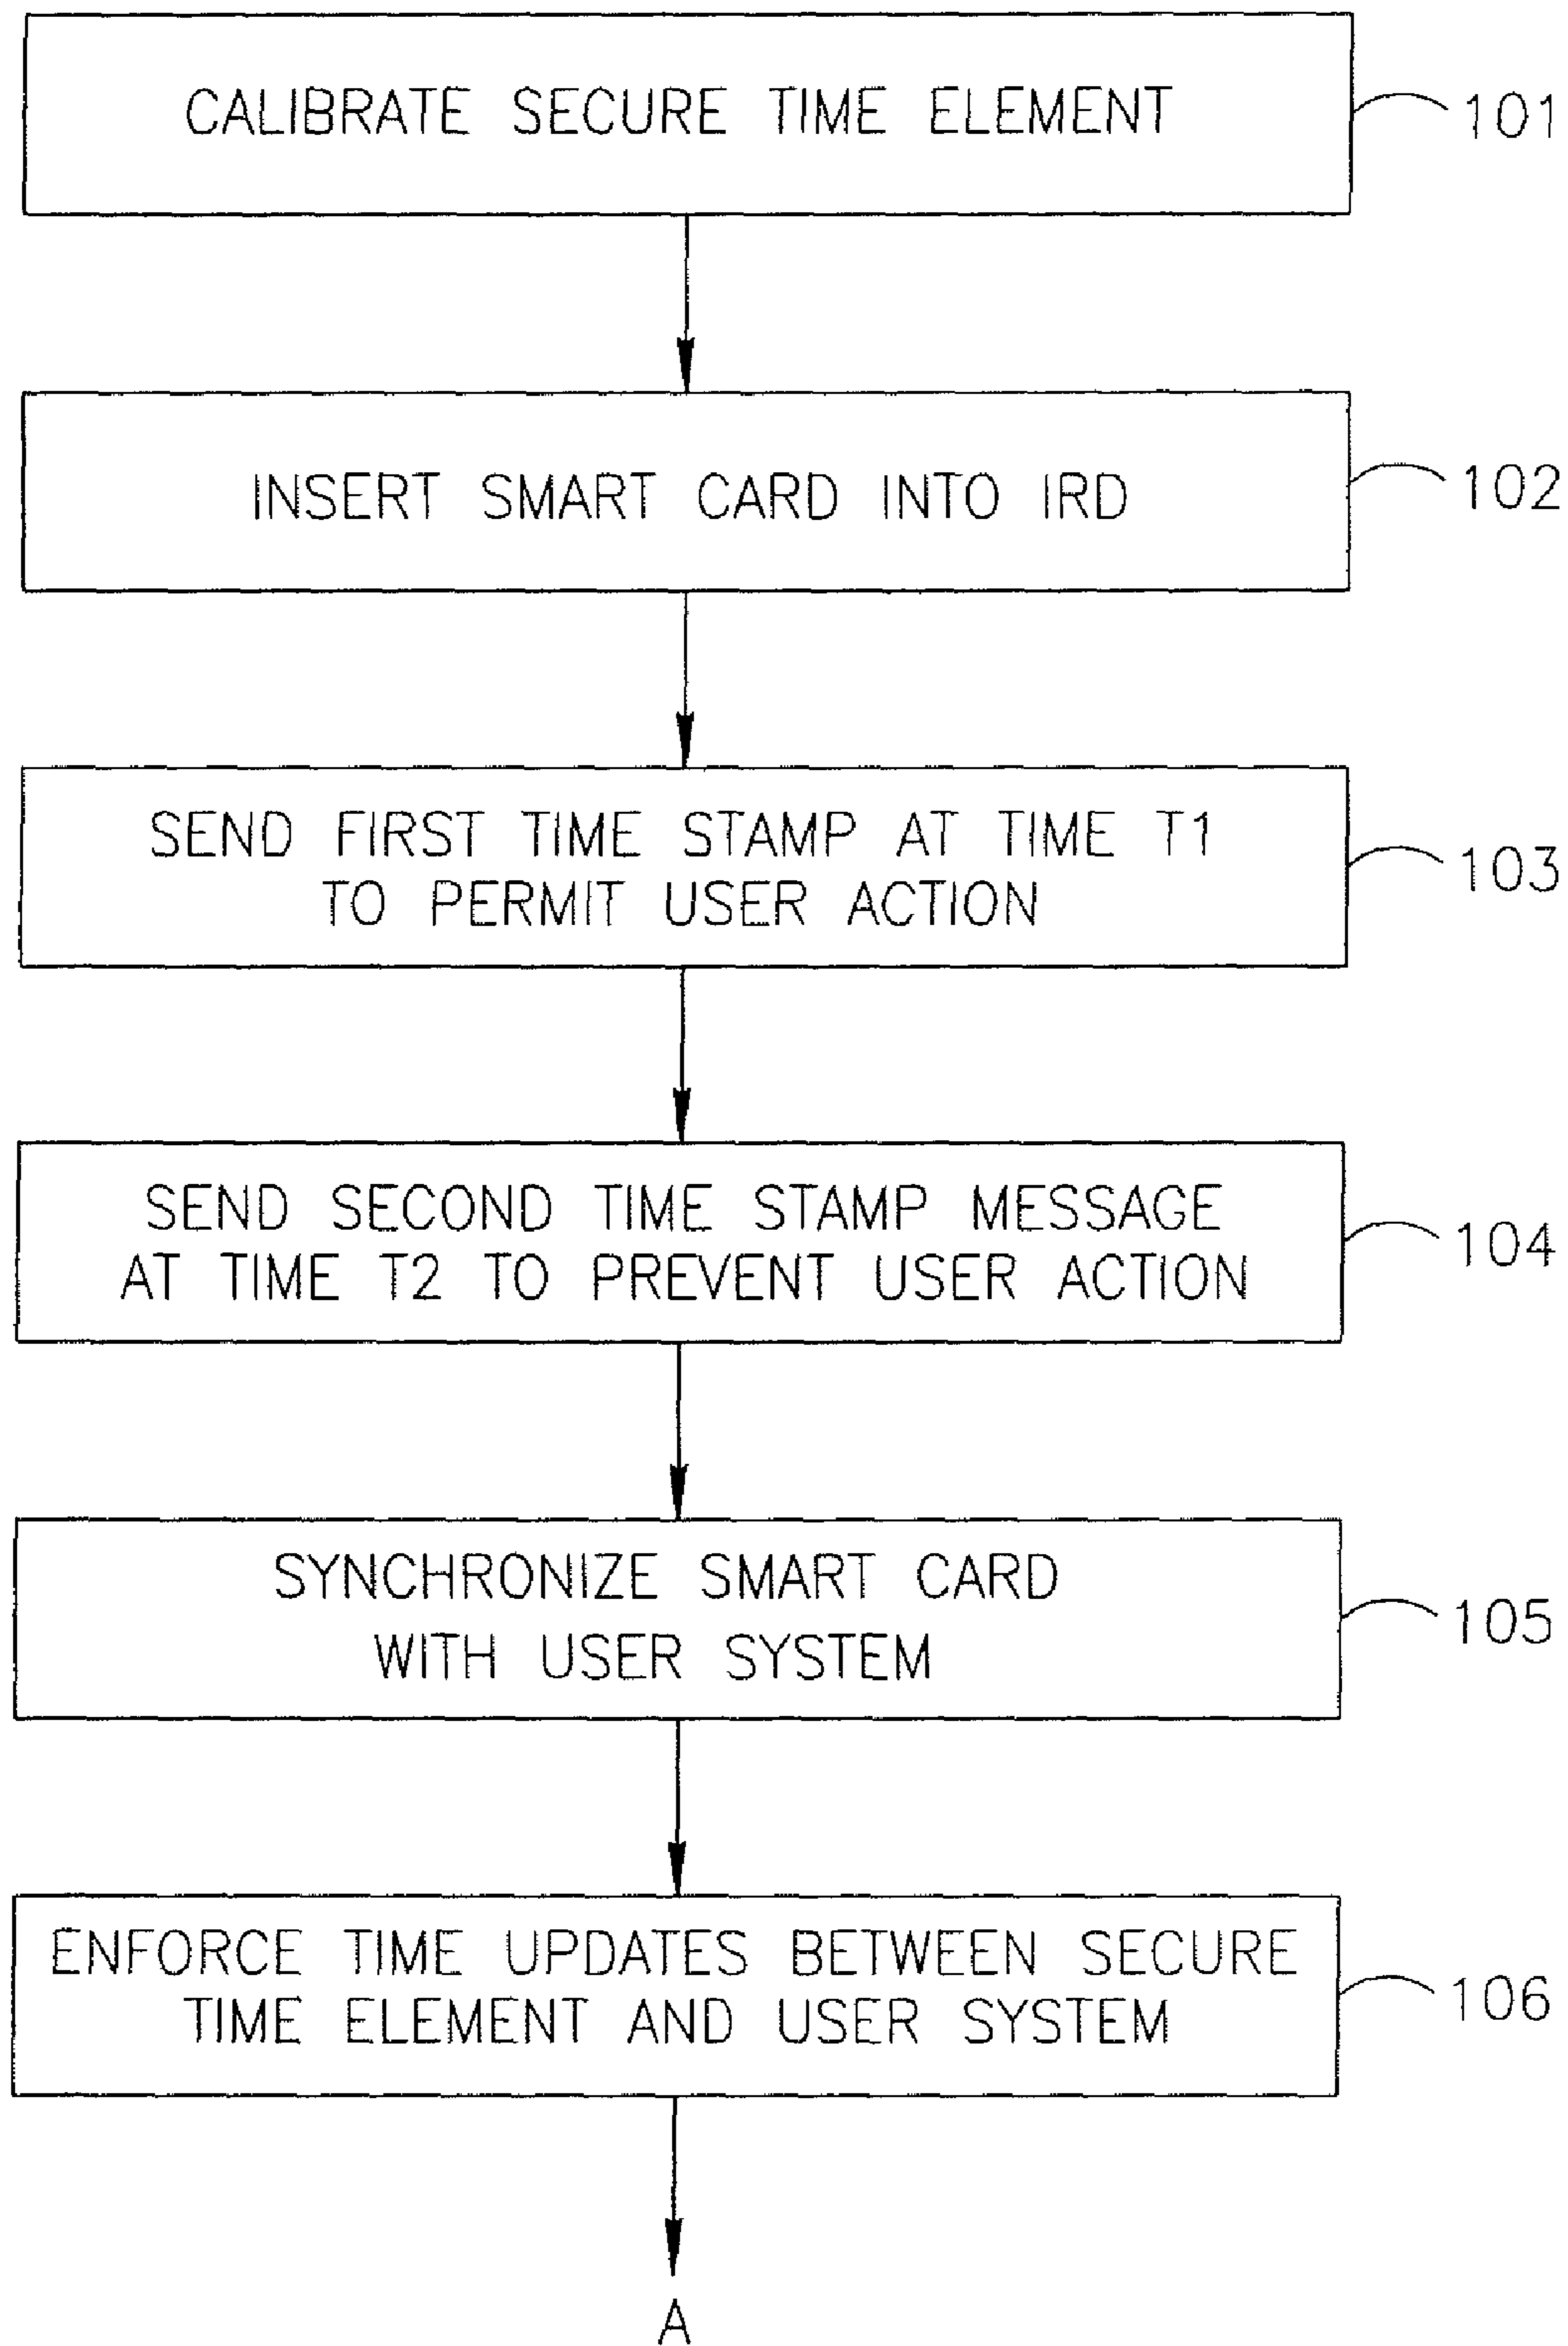 CALIBRATE SECURE TIME ELEMENT
101
INSERT SMART CARD INTO IRD
102
SEND FIRST TIME STAMP AT TIME T1
TO PERMIT USER ACTION
103
SEND SECOND TIME STAMP MESSAGE
AT TIME T2 TO PREVENT USER ACTION
104
SYNCHRONIZE SMART CARD
WITH USER SYSTEM
105
ENFORCE TIME UPDATES BETWEEN SECURE
TIME ELEMENT AND USER SYSTEM
106
A